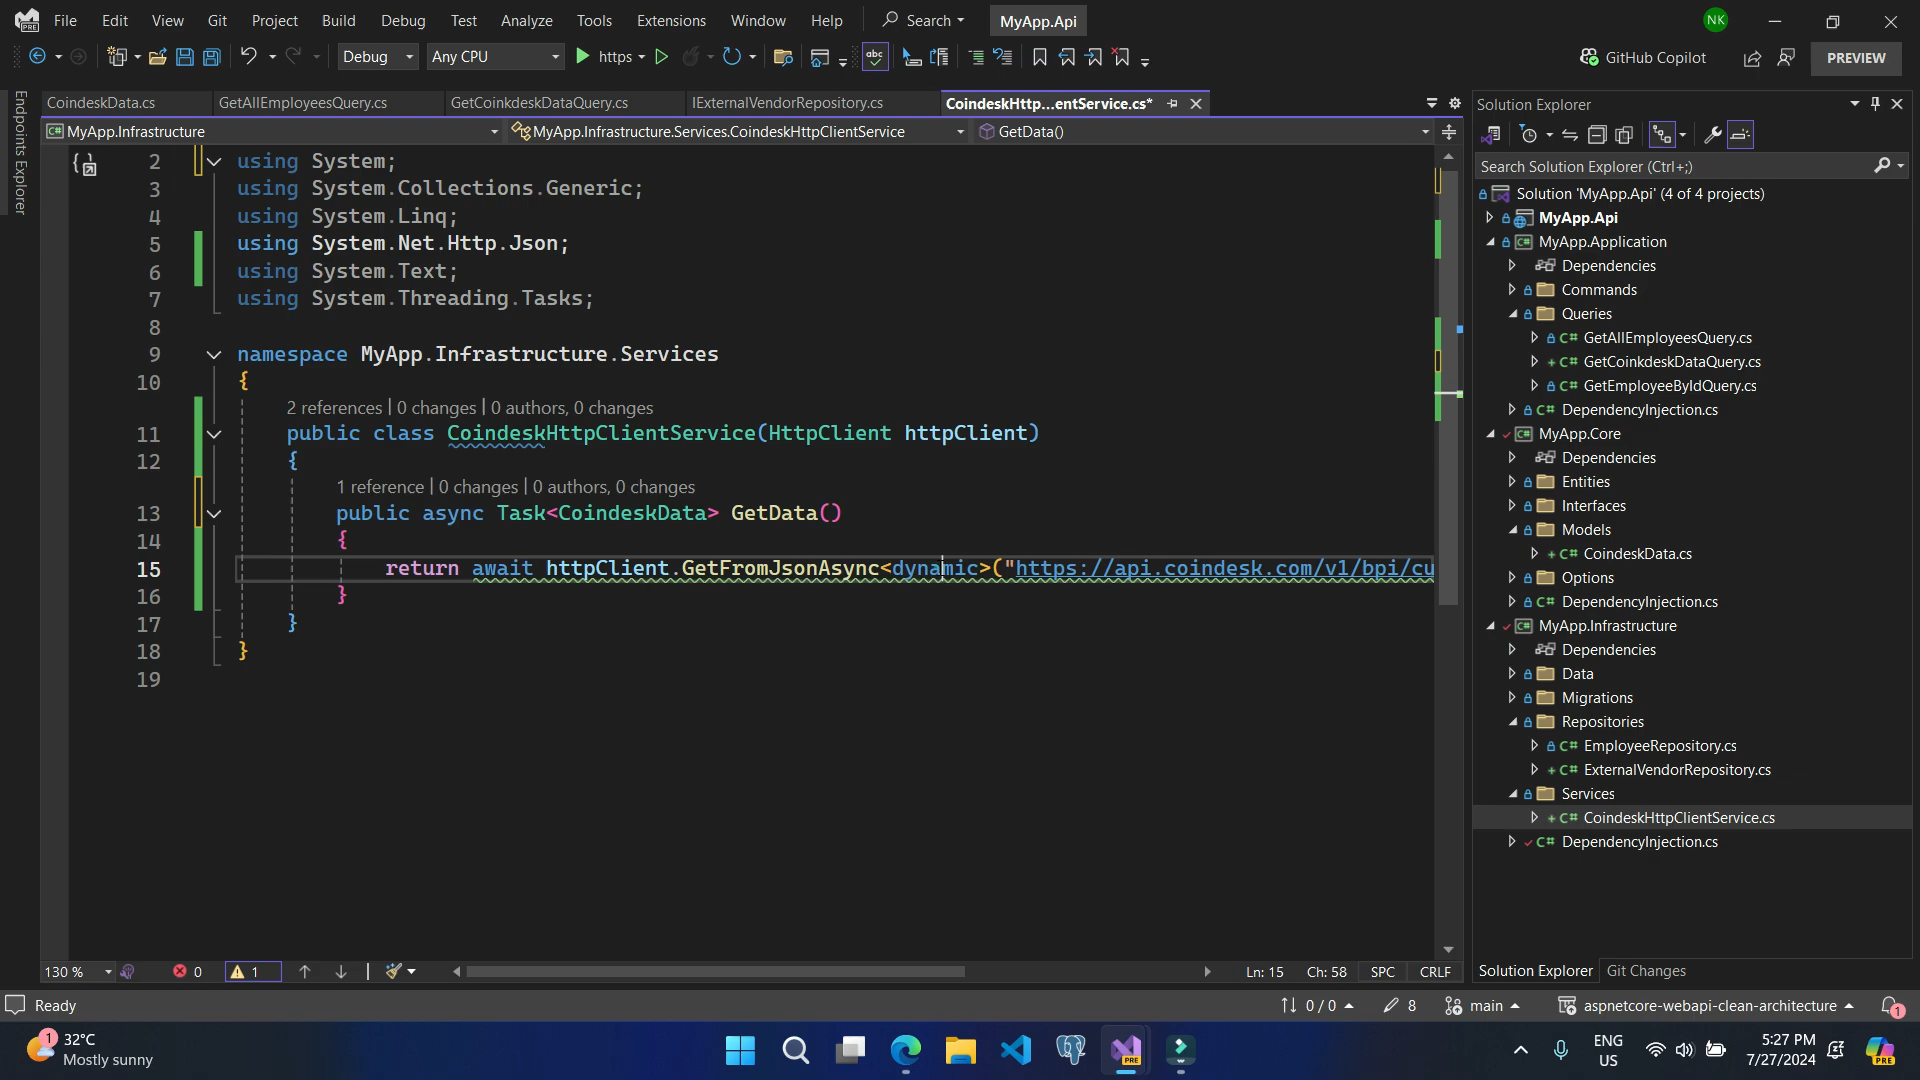 File Edit View Git Project Build Debug Test Analyze Tools Extensions Window Help Search MyApp.Api NK
Debug Any CPU https abc GitHub Copilot PREVIEW
Endpoints Explorer
CoindeskData.cs GetAllEmployeesQuery.cs GetCoinkdeskDataQuery.cs IExternalVendorRepository.cs CoindeskHttp...entService.cs*
MyApp.Infrastructure MyApp.Infrastructure.Services.CoindeskHttpClientService GetData()
2 using System;
3 using System.Collections.Generic;
4 using System.Linq;
5 using System.Net.Http.Json;
6 using System.Text;
7 using System.Threading.Tasks;
8
9 namespace MyApp.Infrastructure.Services
10 {
2 references | 0 changes | 0 authors, 0 changes
11 public class CoindeskHttpClientService(HttpClient httpClient)
12 {
1 reference | 0 changes | 0 authors, 0 changes
13 public async Task<CoindeskData> GetData()
14 {
15 return await httpClient.GetFromJsonAsync<dynamic>("https://api.coindesk.com/v1/bpi/cu
16 }
17 }
18 }
19
130 % 0 1 Ln: 15 Ch: 58 SPC CRLF
Solution Explorer
Search Solution Explorer (Ctrl+;)
Solution 'MyApp.Api' (4 of 4 projects)
MyApp.Api
MyApp.Application
Dependencies
Commands
Queries
GetAllEmployeesQuery.cs
GetCoinkdeskDataQuery.cs
GetEmployeeByIdQuery.cs
DependencyInjection.cs
MyApp.Core
Dependencies
Entities
Interfaces
Models
CoindeskData.cs
Options
DependencyInjection.cs
MyApp.Infrastructure
Dependencies
Data
Migrations
Repositories
EmployeeRepository.cs
ExternalVendorRepository.cs
Services
CoindeskHttpClientService.cs
DependencyInjection.cs
Solution Explorer Git Changes
Ready 0 / 0 8 main aspnetcore-webapi-clean-architecture 1
1 32°C
Mostly sunny
PRE
ENG
US
5:27 PM
7/27/2024
PRE